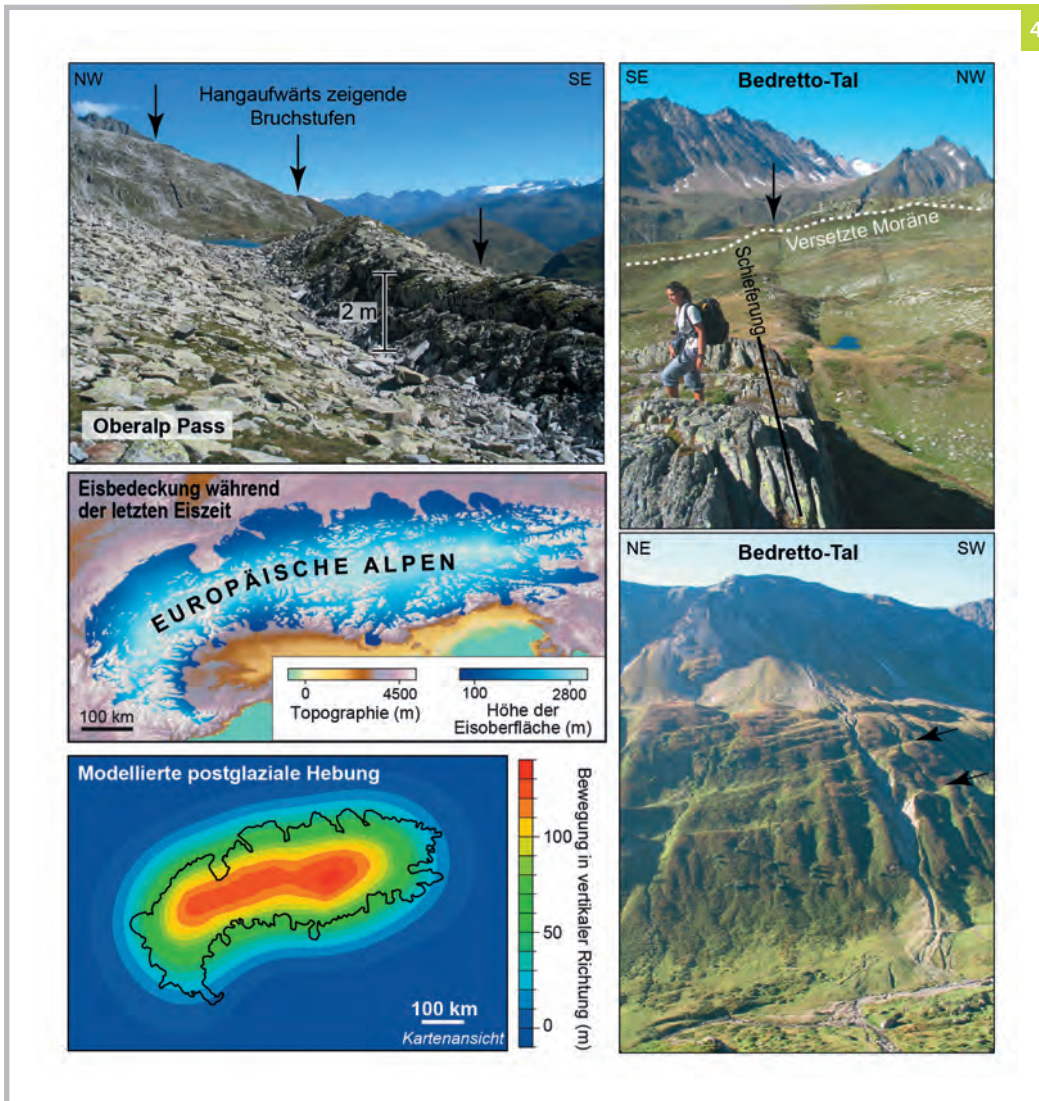 4
NW
SE
Hangaufwärts zeigende
Bruchstufen
2 m
Oberalp Pass
SE
Bedretto-Tal
NW
Versetzte Moräne
Schieferung
Eisbedeckung während
der letzten Eiszeit
EUROPÄISCHE ALPEN
100 km
0
4500
Topographie (m)
100
2800
Höhe der
Eisoberfläche (m)
NE
Bedretto-Tal
SW
Modellierte postglaziale Hebung
100 km
Kartenansicht
100
50
0
Bewegung in vertikaler Richtung (m)